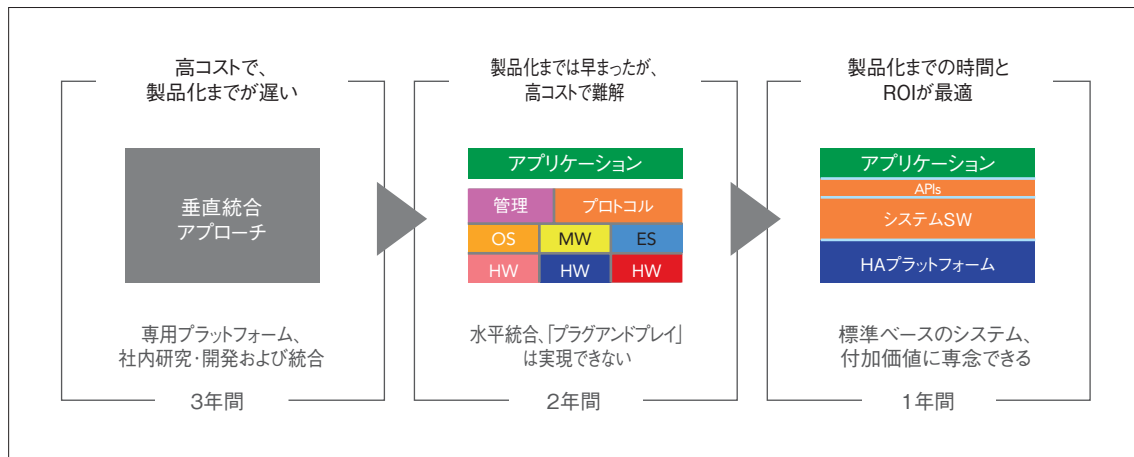 高コストで、
製品化までが遅い
垂直統合
アプローチ
専用プラットフォーム、
社内研究・開発および統合
3年間
製品化までは早まったが、
高コストで難解
アプリケーション
管理
プロトコル
OS
MW
ES
HW
HW
HW
水平統合、「プラグアンドプレイ」
は実現できない
2年間
製品化までの時間と
ROIが最適
アプリケーション
APIs
システムSW
HAプラットフォーム
標準ベースのシステム、
付加価値に専念できる
1年間